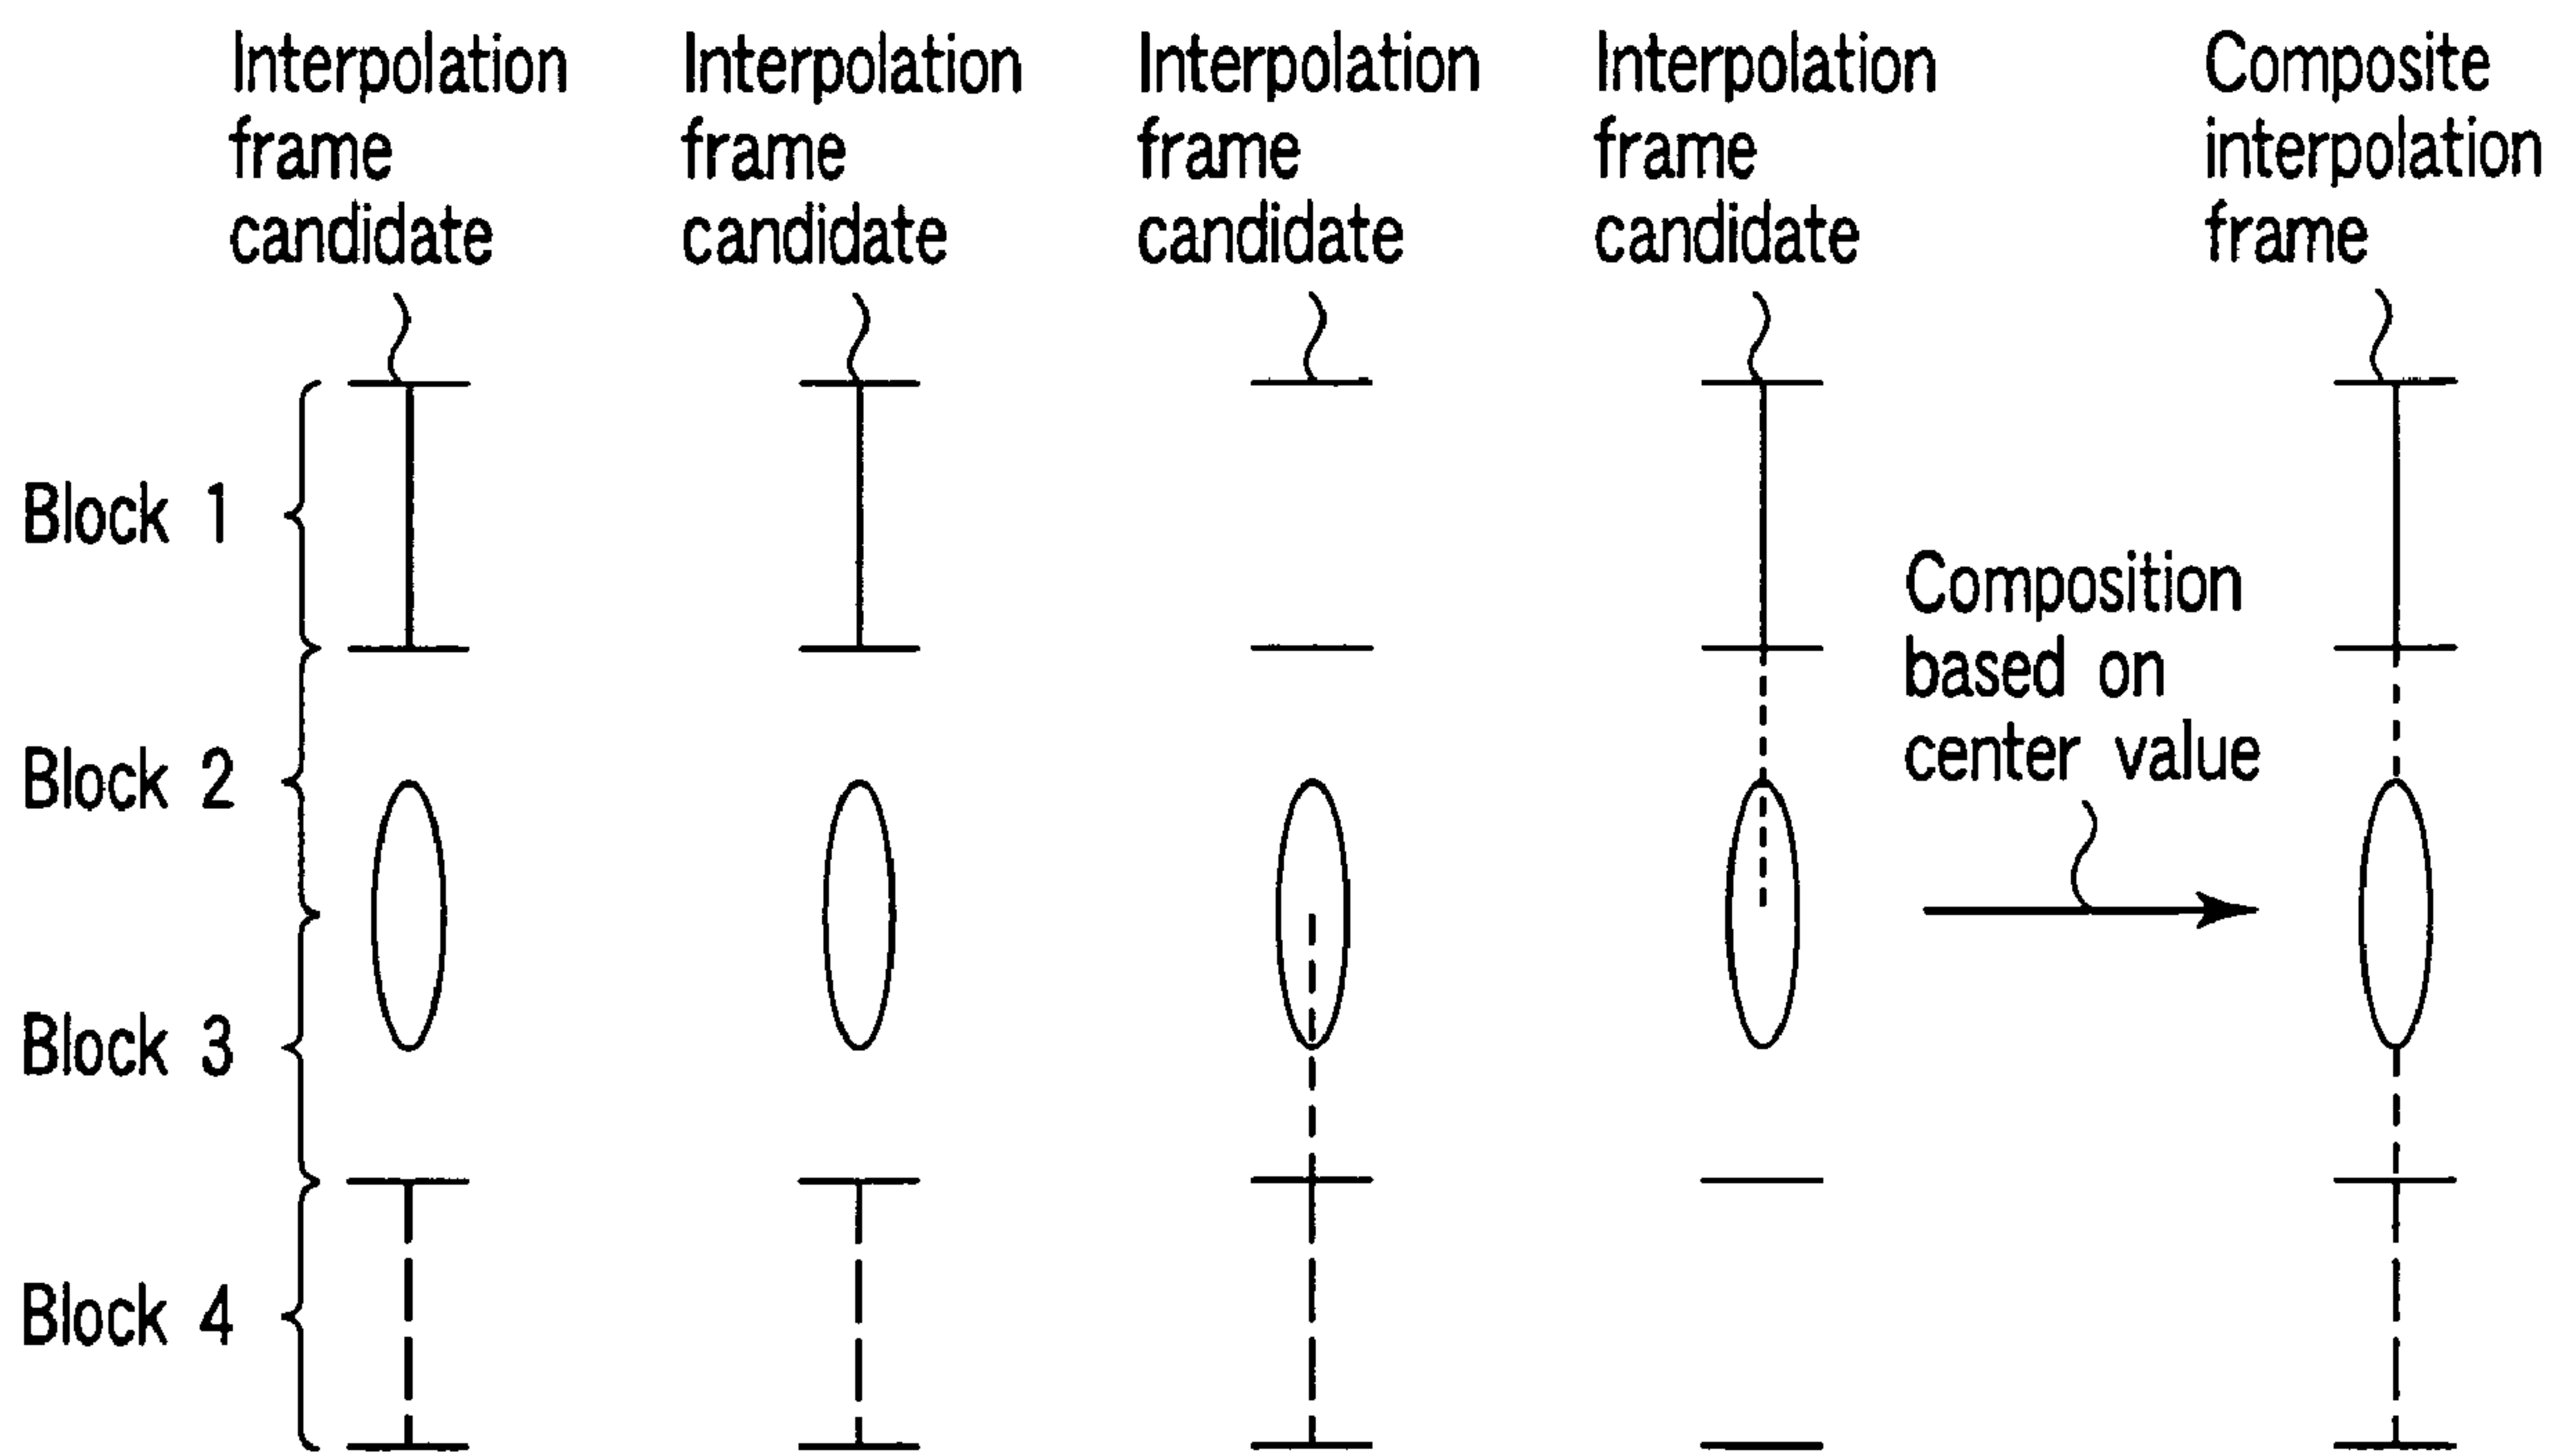 Interpolation
frame
candidate
Interpolation
frame
candidate
Interpolation
frame
candidate
Interpolation
frame
candidate
Composite
interpolation
frame
Block 1
Composition
based on
center value
Block 2
Block 3
Block 4